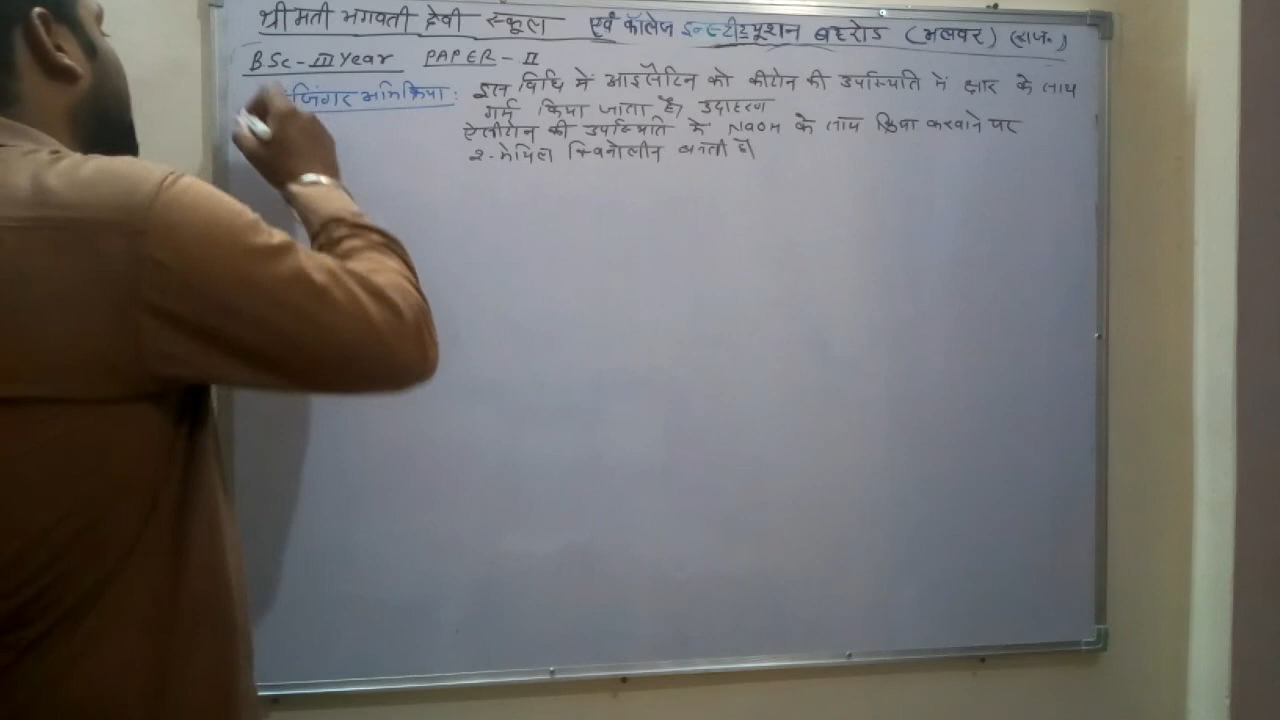 श्रीमती भगवती देवी स्कूल एवं कॉलेज इन्स्टीट्यूशन बहरोड (अलवर) (राज.)
BSc-III Year PAPER-II
अभिक्रिया: इस विधि में आइसैटिन को कीटोन की उपस्थिति में क्षार के साथ
गर्म किया जाता है, उदाहरण
ऐसीटोन की उपस्थिति में NaOH के साथ क्रिया करवाने पर
2-मेथिल क्विनोलीन बनती है।